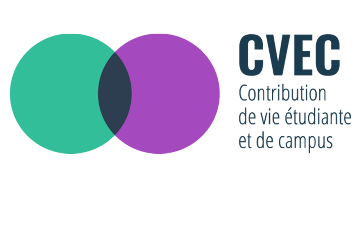 CVEC
Contribution
de vie étudiante
et de campus